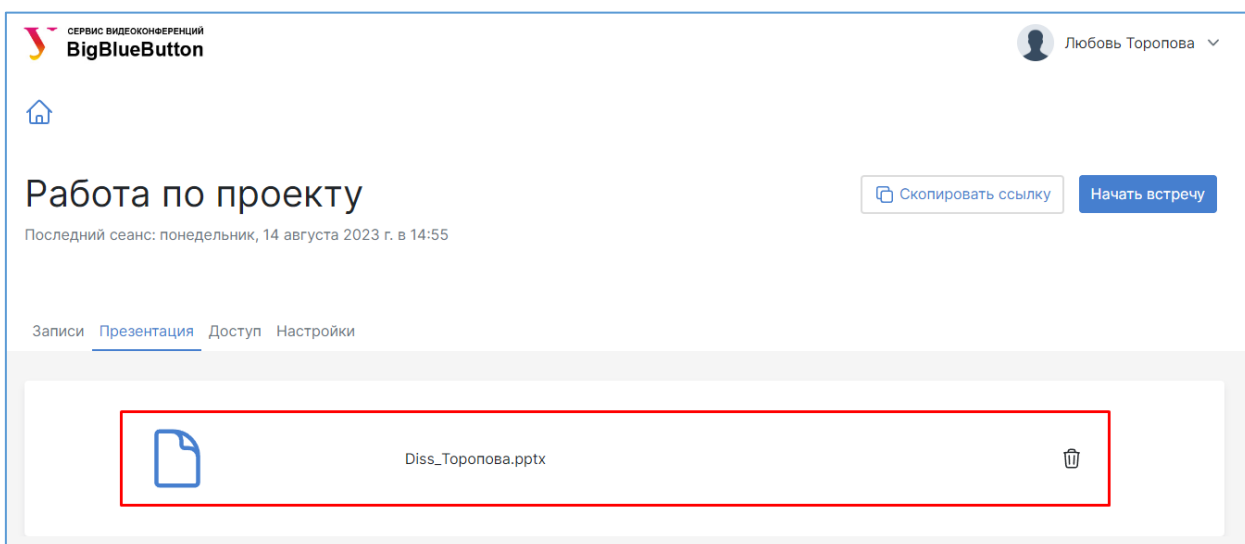 СЕРВИС ВИДЕОКОНФЕРЕНЦИЙ
BigBlueButton
Любовь Торопова
Работа по проекту
Скопировать ссылку
Начать встречу
Последний сеанс: понедельник, 14 августа 2023 г. в 14:55
Записи Презентация Доступ Настройки
Diss_Торопова.pptx